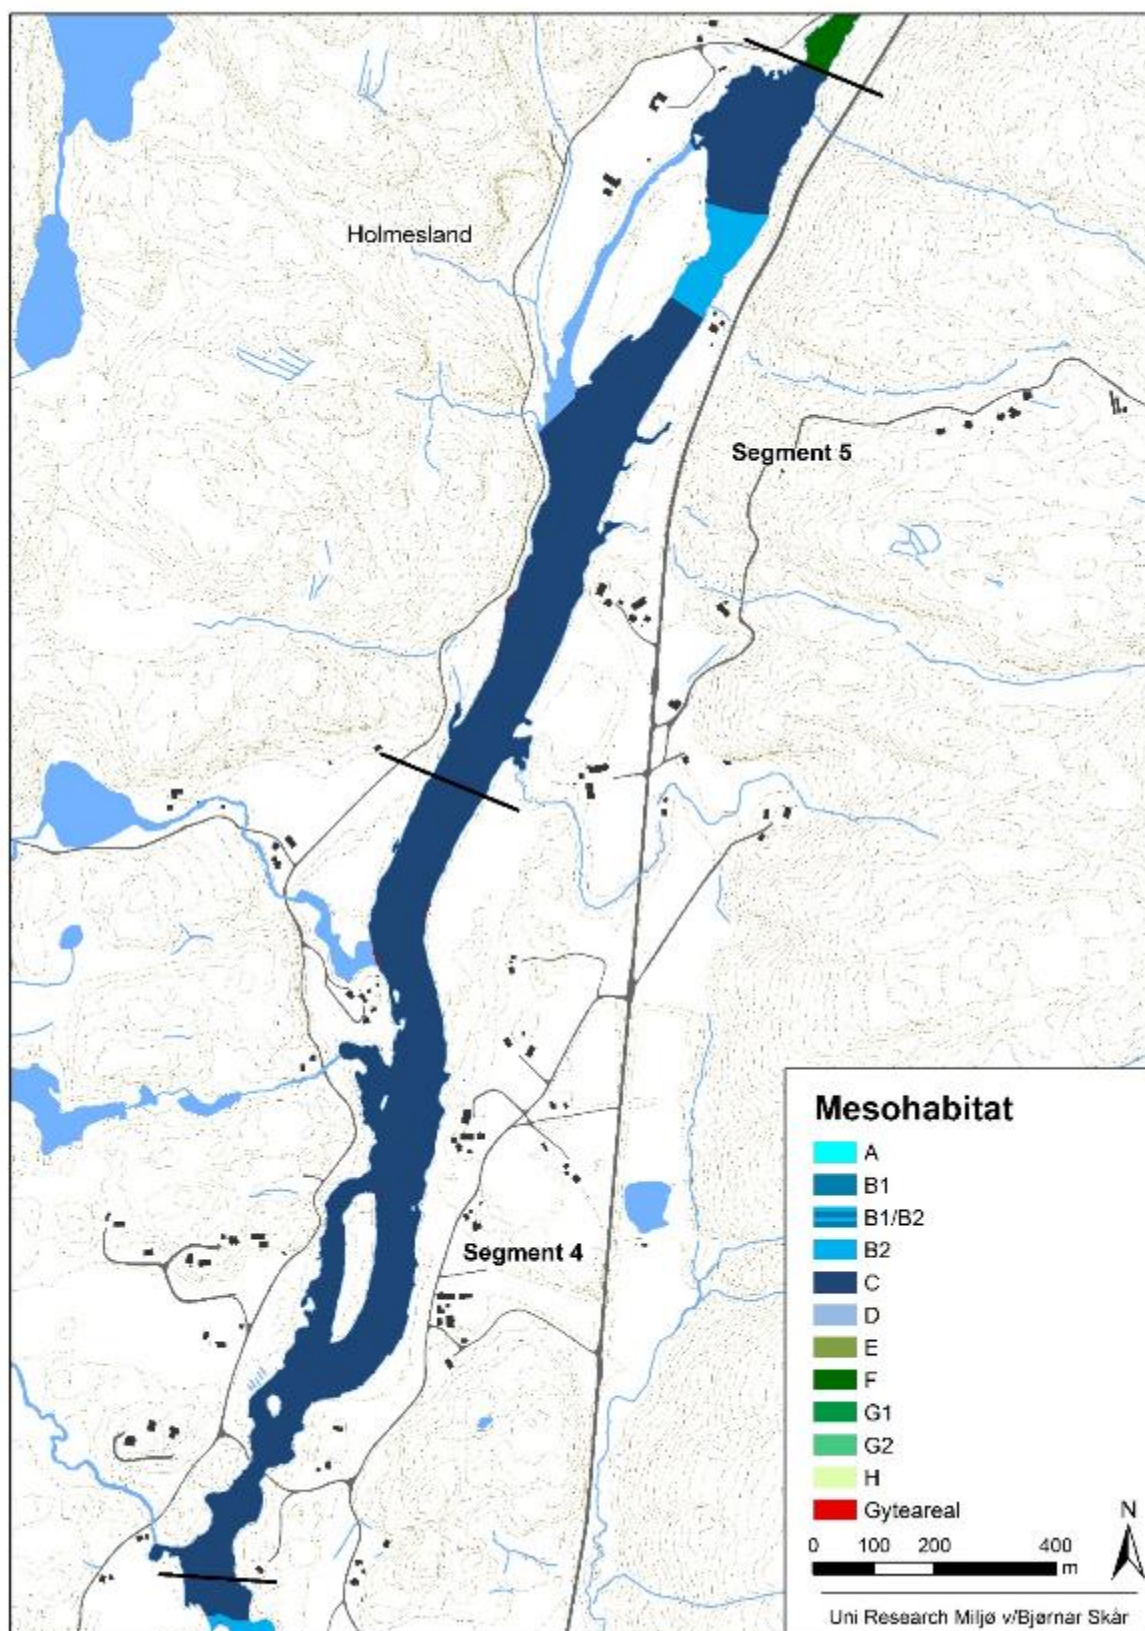 Holmesland
Segment 5
Segment 4
Mesohabitat
A
B1
B1/B2
B2
C
D
E
F
G1
G2
H
Gyteareal
N
0 100 200 400
m
Uni Research Miljø v/Bjørnar Skår